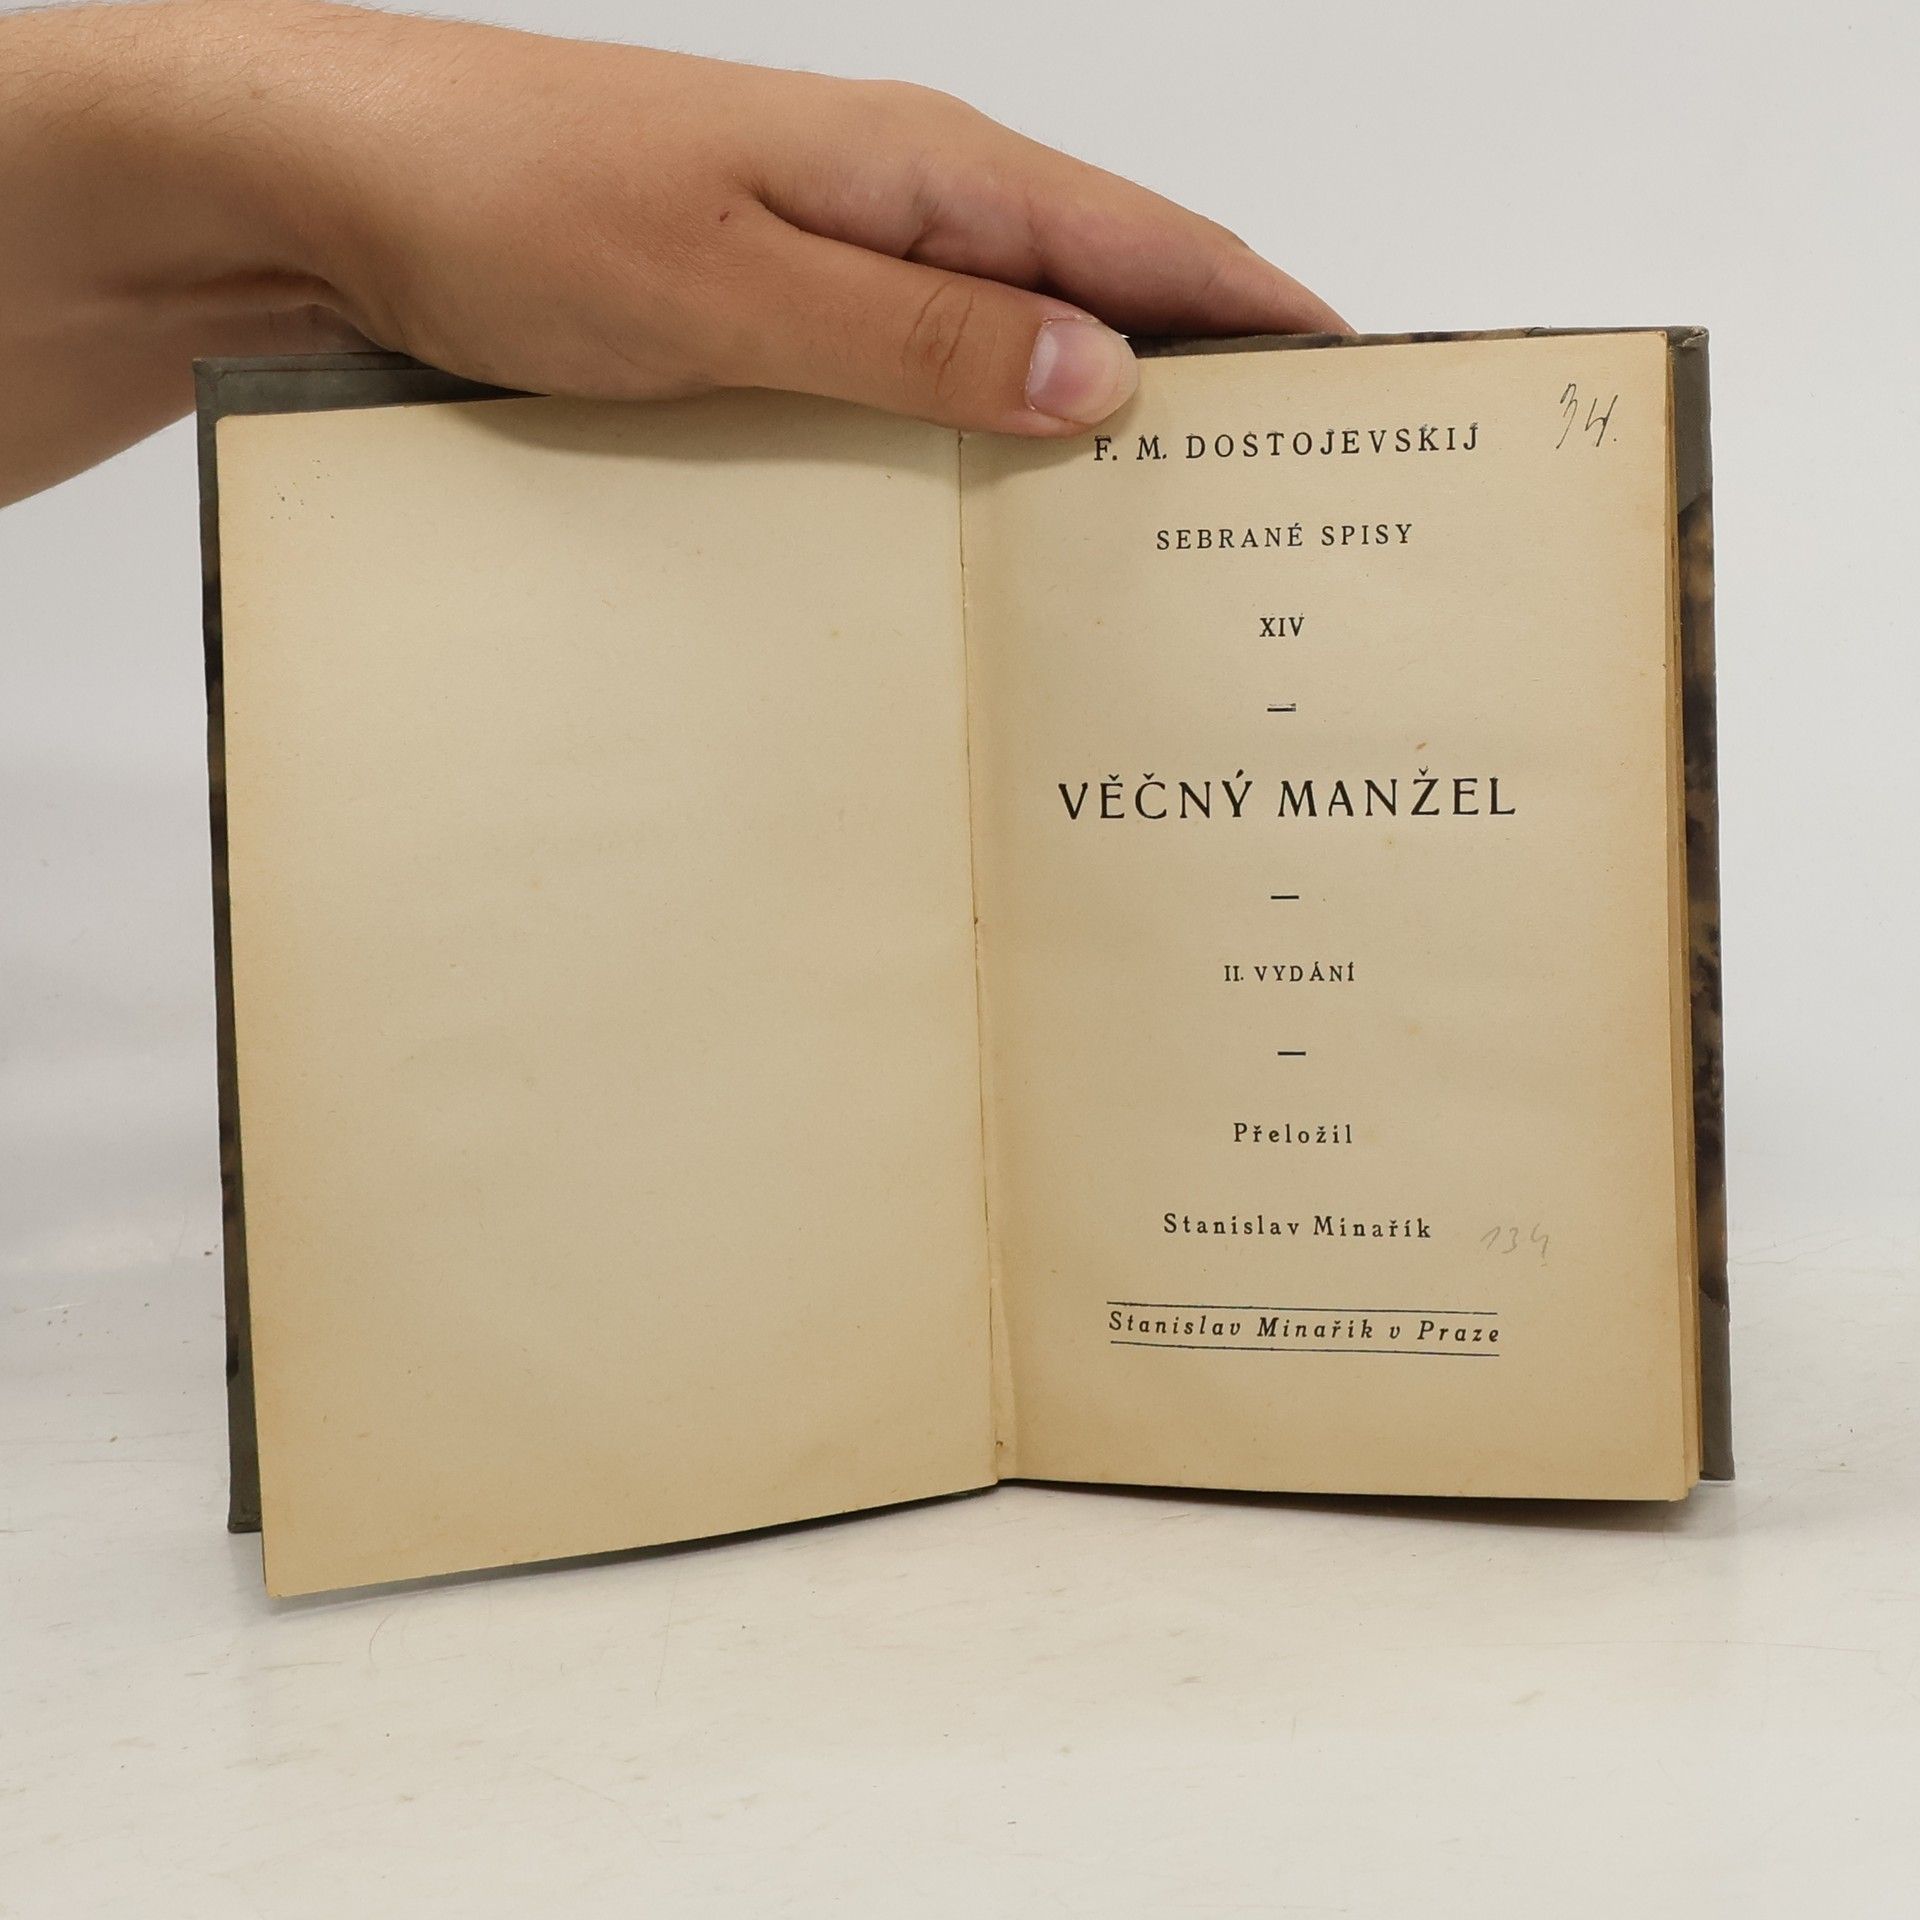 34.
F. M. DOSTOJEVSKIJ
SEBRANÉ SPISY
XIV
VĚČNÝ MANŽEL
II. VYDÁNÍ
Přeložil
Stanislav Minařík
134
Stanislav Minařík v Praze